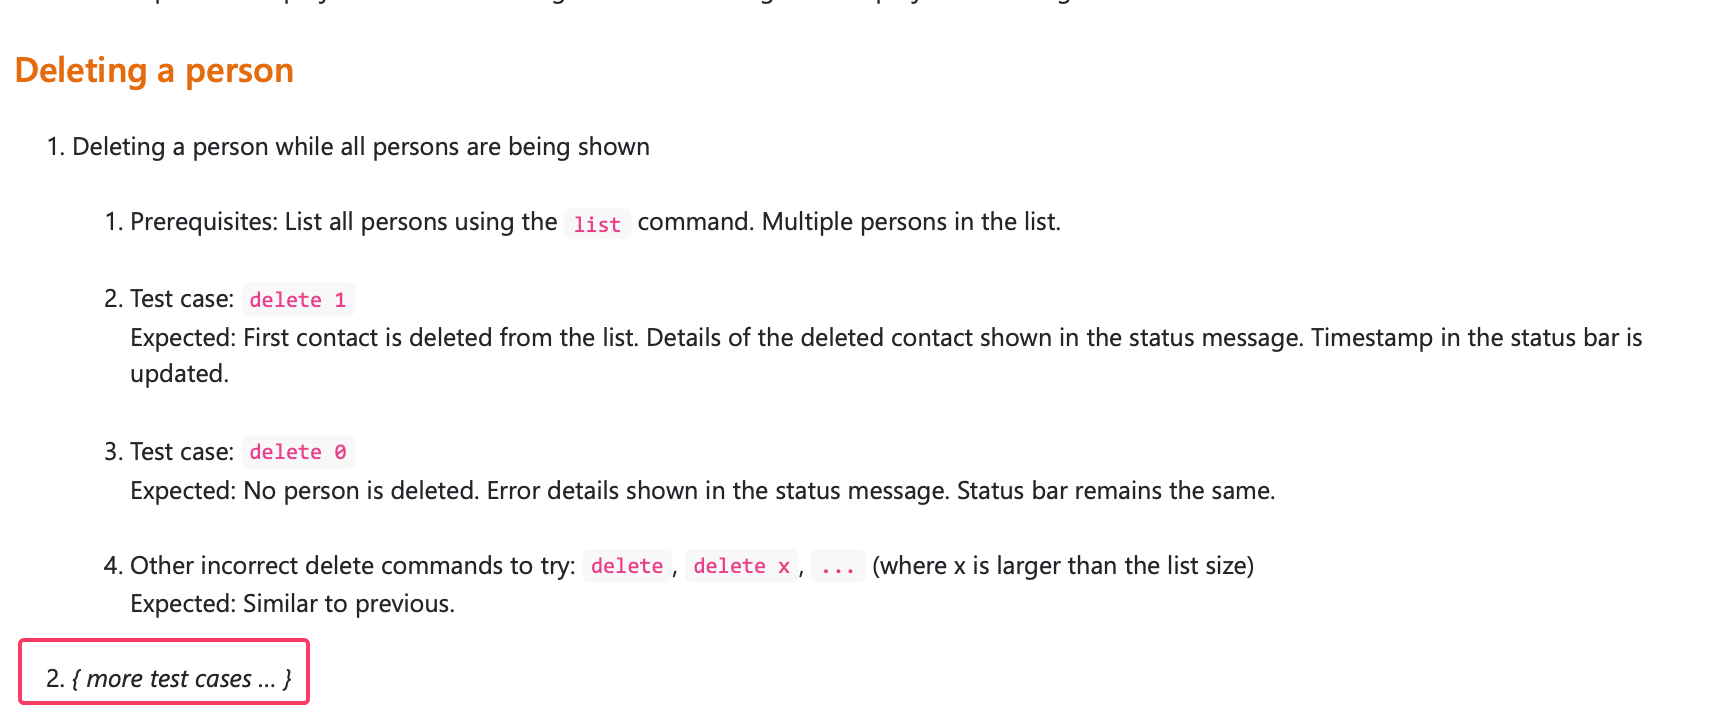 Deleting a person
1. Deleting a person while all persons are being shown
1. Prerequisites: List all persons using the list command. Multiple persons in the list.
2. Test case: delete 1
Expected: First contact is deleted from the list. Details of the deleted contact shown in the status message. Timestamp in the status bar is
updated.
3. Test case: delete 0
Expected: No person is deleted. Error details shown in the status message. Status bar remains the same.
4. Other incorrect delete commands to try: delete, delete x, ... (where x is larger than the list size)
Expected: Similar to previous.
2. { more test cases ... }